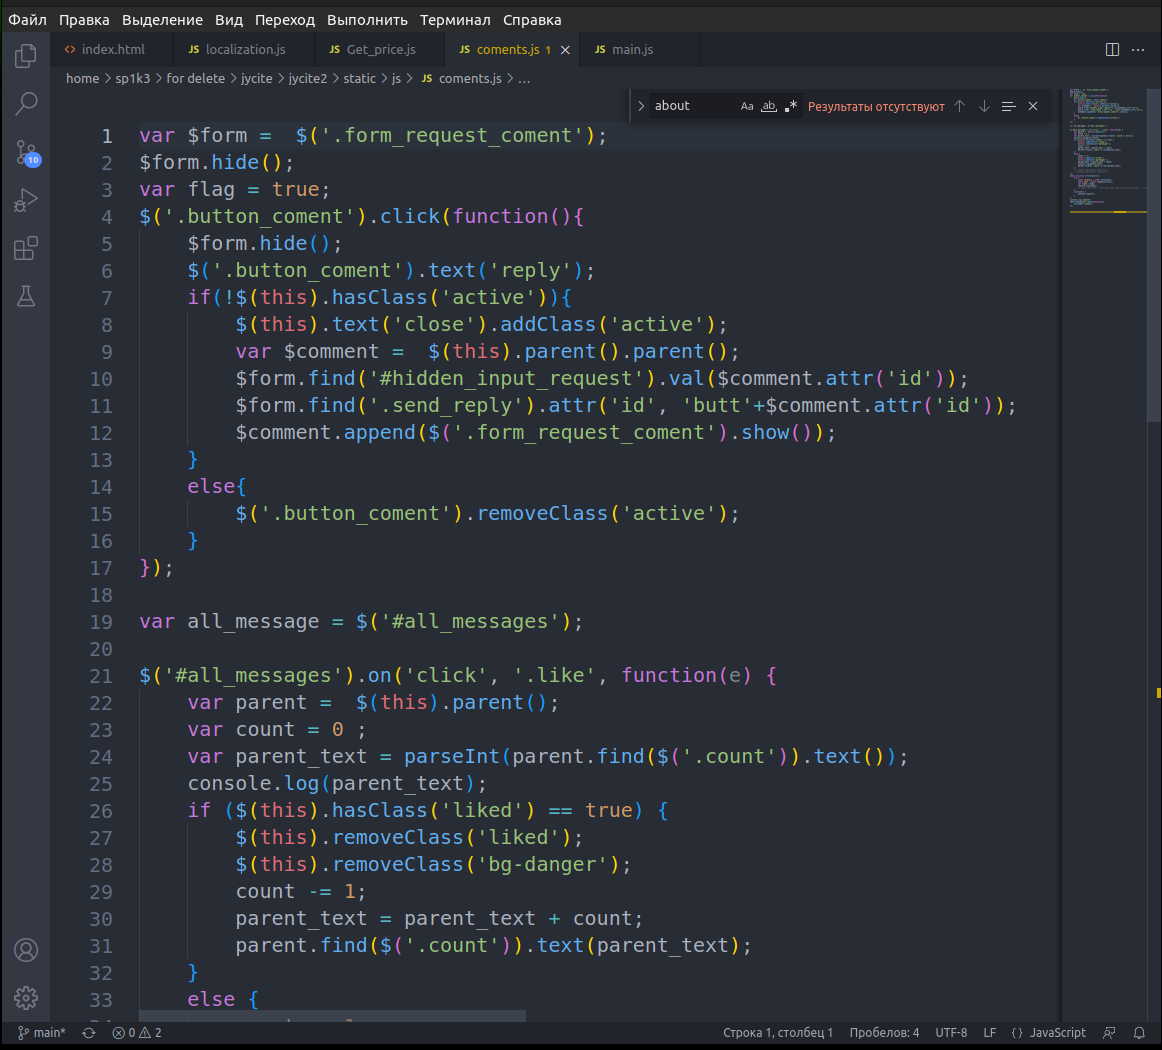 Файл Правка Выделение Вид Переход Выполнить Терминал Справка
<> index.html JS localization.js JS Get_price.js JS coments.js 1 × JS main.js
home > sp1k3 > for delete > jycite > jycite2 > static > js > JS coments.js > ...
about Aa ab .* Результаты отсутствуют
10
1 var $form =  $('.form_request_coment');
2 $form.hide();
3 var flag = true;
4 $('.button_coment').click(function(){
5     $form.hide();
6     $('.button_coment').text('reply');
7     if(!$(this).hasClass('active')){
8         $(this).text('close').addClass('active');
9         var $comment =  $(this).parent().parent();
10         $form.find('#hidden_input_request').val($comment.attr('id'));
11         $form.find('.send_reply').attr('id', 'butt'+$comment.attr('id'));
12         $comment.append($('.form_request_coment').show());
13     }
14     else{
15         $('.button_coment').removeClass('active');
16     }
17 });
18
19 var all_message = $('#all_messages');
20
21 $('#all_messages').on('click', '.like', function(e) {
22     var parent =  $(this).parent();
23     var count = 0 ;
24     var parent_text = parseInt(parent.find($('.count')).text());
25     console.log(parent_text);
26     if ($(this).hasClass('liked') == true) {
27         $(this).removeClass('liked');
28         $(this).removeClass('bg-danger');
29         count -= 1;
30         parent_text = parent_text + count;
31         parent.find($('.count')).text(parent_text);
32     }
33     else {
main* 0 2 Строка 1, столбец 1 Пробелов: 4 UTF-8 LF {} JavaScript